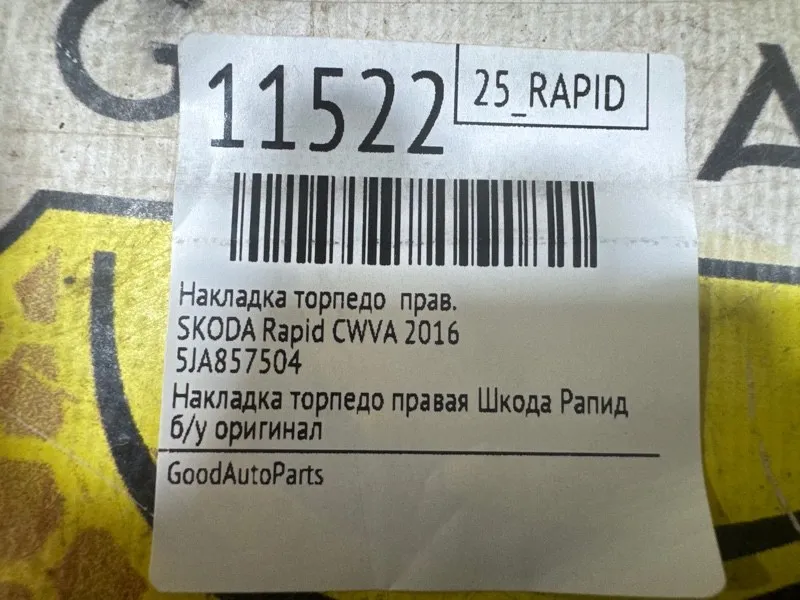 11522
25_RAPID
Накладка торпедо прав.
SKODA Rapid CWVA 2016
5JA857504
Накладка торпедо правая Шкода Рапид
б/у оригинал
GoodAutoParts